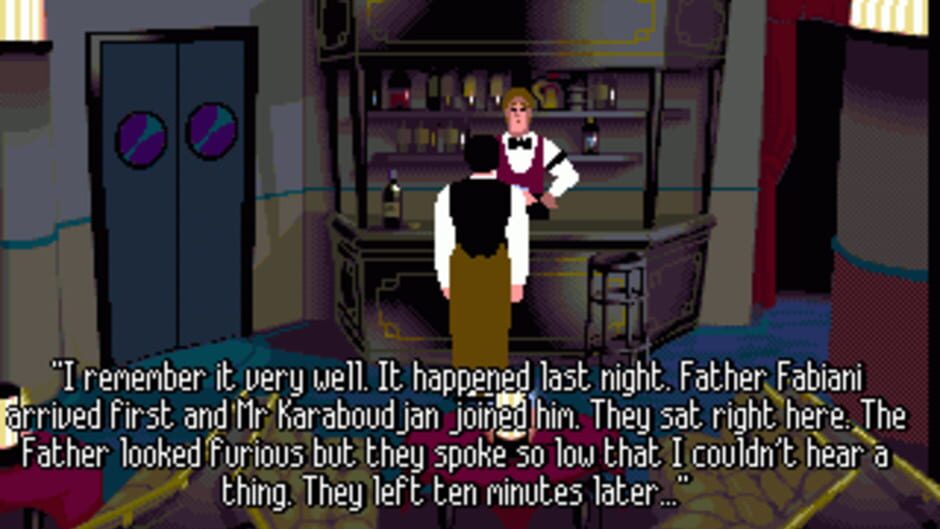 "I remember it very well. It happened last night. Father Fabiani
arrived first and Mr Karaboudjan joined him. They sat right here. The
Father looked furious but they spoke so low that I couldn't hear a
thing. They left ten minutes later..."